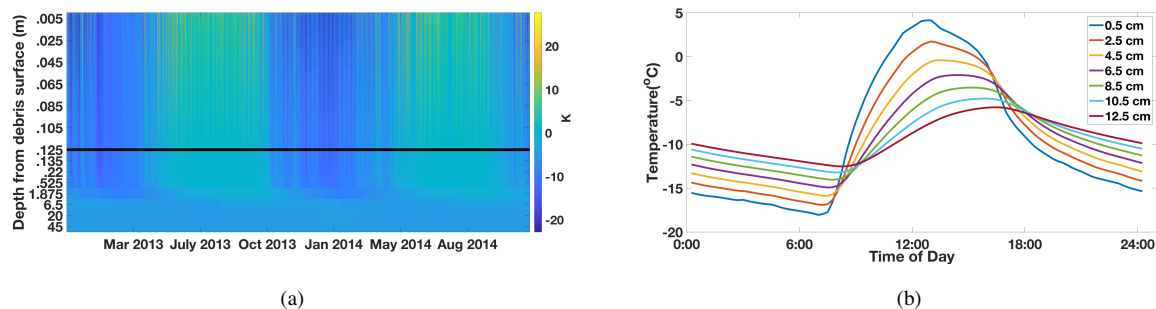 Depth from debris surface (m)
.005
.025
.045
.065
.085
.105
.125
.135
.22
.525
1.875
6.5
20
45
Mar 2013 July 2013 Oct 2013 Jan 2014 May 2014 Aug 2014
20
10
0
-10
-20
K
(a)
Temperature(°C)
5
0
-5
-10
-15
-20
0:00 6:00 12:00 18:00 24:00
Time of Day
0.5 cm
2.5 cm
4.5 cm
6.5 cm
8.5 cm
10.5 cm
12.5 cm
(b)